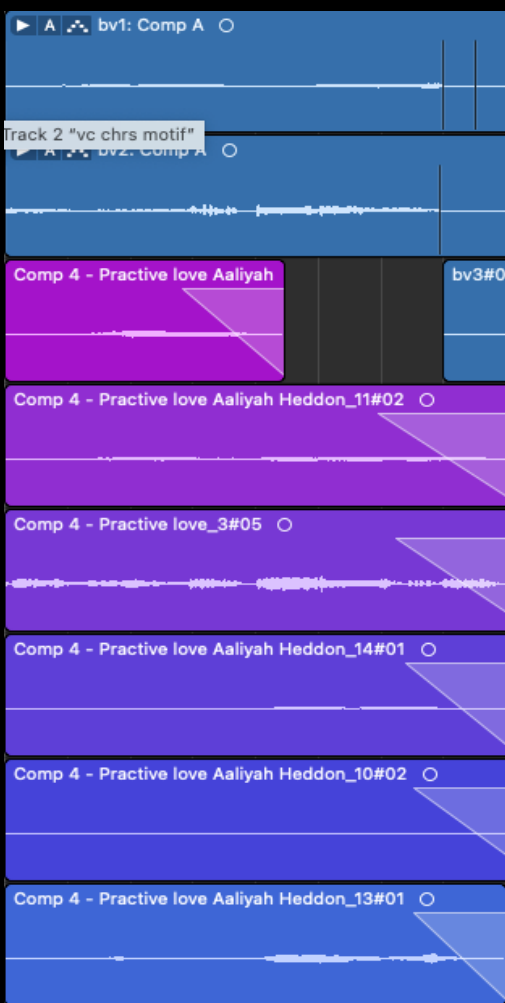 A bv1: Comp A
Track 2 "vc chrs motif"
A bv2: Comp A
Comp 4 - Practive love Aaliyah
bv3#0
Comp 4 - Practive love Aaliyah Heddon_11#02
Comp 4 - Practive love_3#05
Comp 4 - Practive love Aaliyah Heddon_14#01
Comp 4 - Practive love Aaliyah Heddon_10#02
Comp 4 - Practive love Aaliyah Heddon_13#01